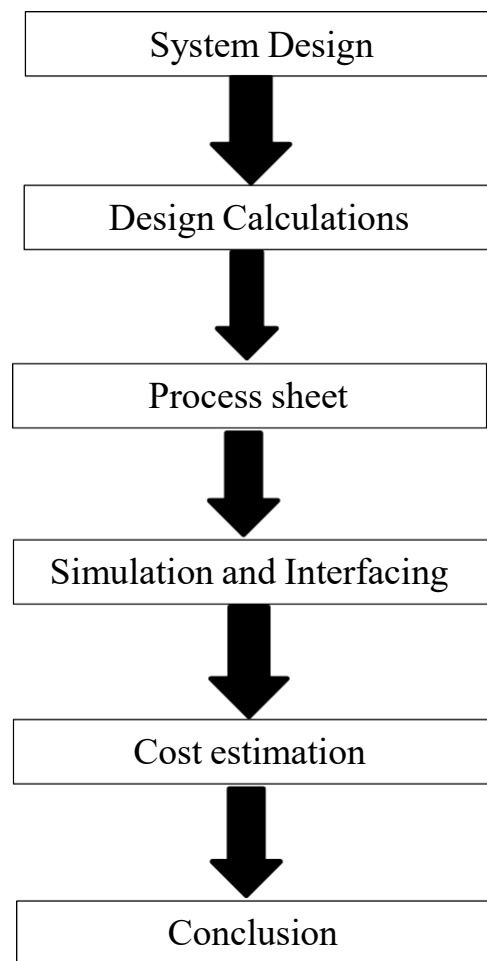 System Design
Design Calculations
Process sheet
Simulation and Interfacing
Cost estimation
Conclusion